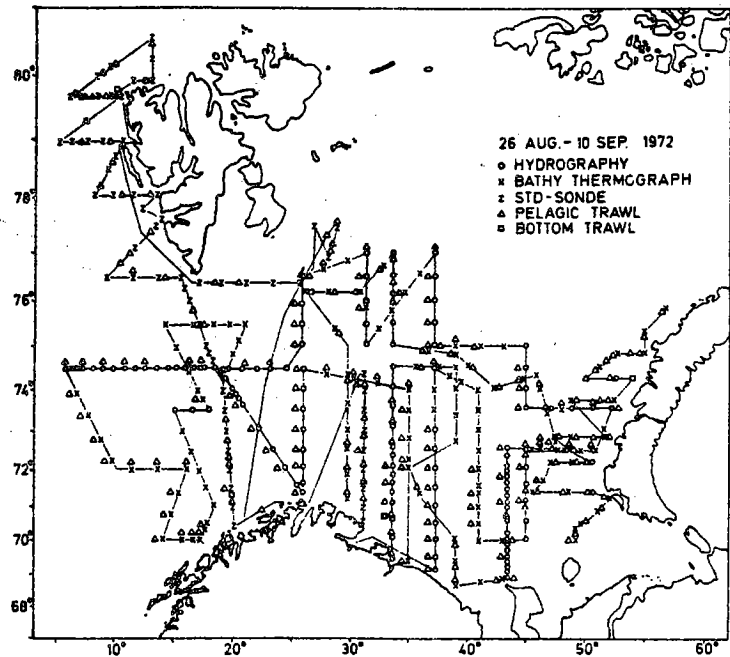 80°
26 AUG.- 10 SEP. 1972
o HYDROGRAPHY
x BATHY THERMOGRAPH
z STD-SONDE
△ PELAGIC TRAWL
□ BOTTOM TRAWL
78°
76°
74°
72°
70°
68°
10° 20° 30° 40° 50° 60°